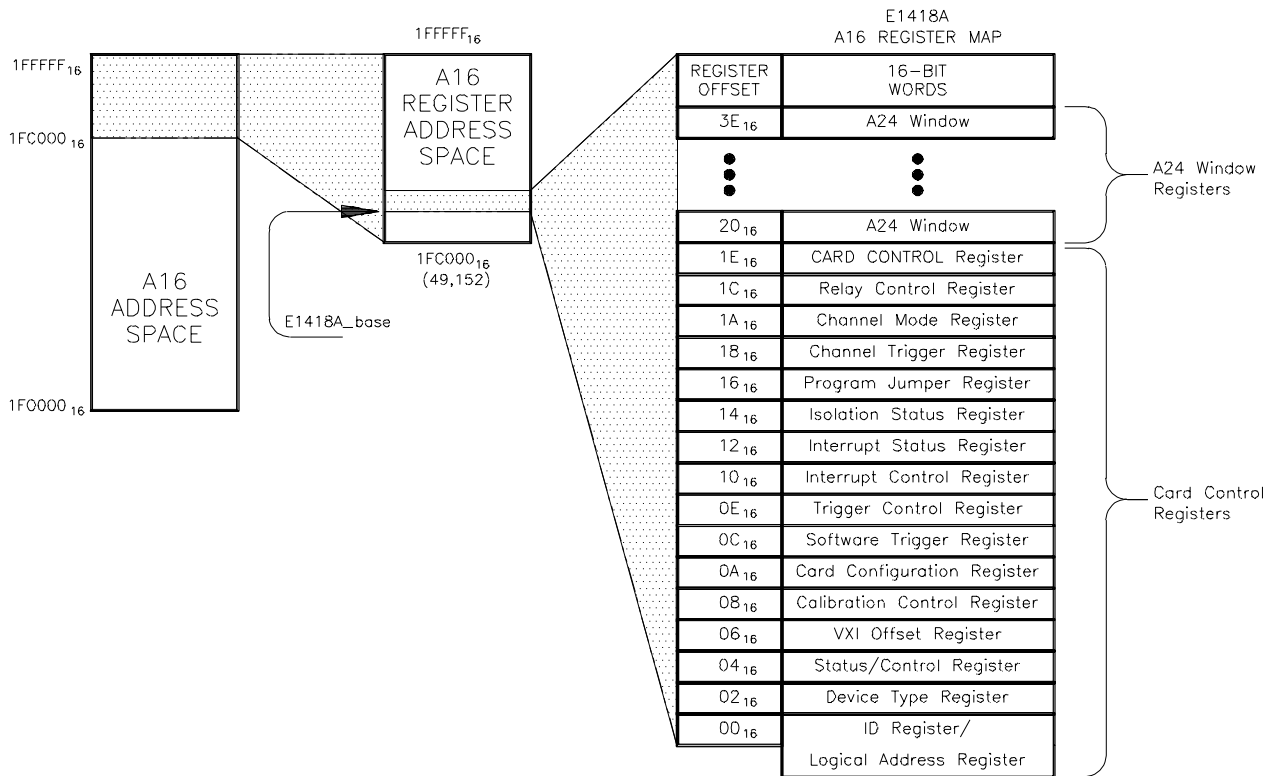 E1418A
A16 REGISTER MAP
1FFFFF16
1FFFFF16
1FC00016
1F000016
A16
ADDRESS
SPACE
A16
REGISTER
ADDRESS
SPACE
1FC00016
(49,152)
E1418A_base
REGISTER OFFSET 16-BIT WORDS
3E16 A24 Window
2016 A24 Window
1E16 CARD CONTROL Register
1C16 Relay Control Register
1A16 Channel Mode Register
1816 Channel Trigger Register
1616 Program Jumper Register
1416 Isolation Status Register
1216 Interrupt Status Register
1016 Interrupt Control Register
0E16 Trigger Control Register
0C16 Software Trigger Register
0A16 Card Configuration Register
0816 Calibration Control Register
0616 VXI Offset Register
0416 Status/Control Register
0216 Device Type Register
0016 ID Register/
Logical Address Register
A24 Window
Registers
Card Control
Registers